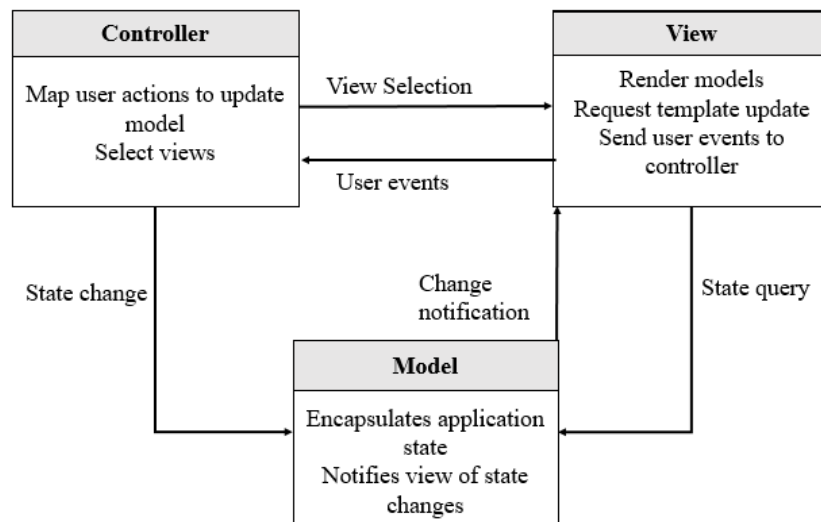 Controller
Map user actions to update
model
Select views
View Selection
User events
View
Render models
Request template update
Send user events to
controller
State change
Change
notification
State query
Model
Encapsulates application
state
Notifies view of state
changes